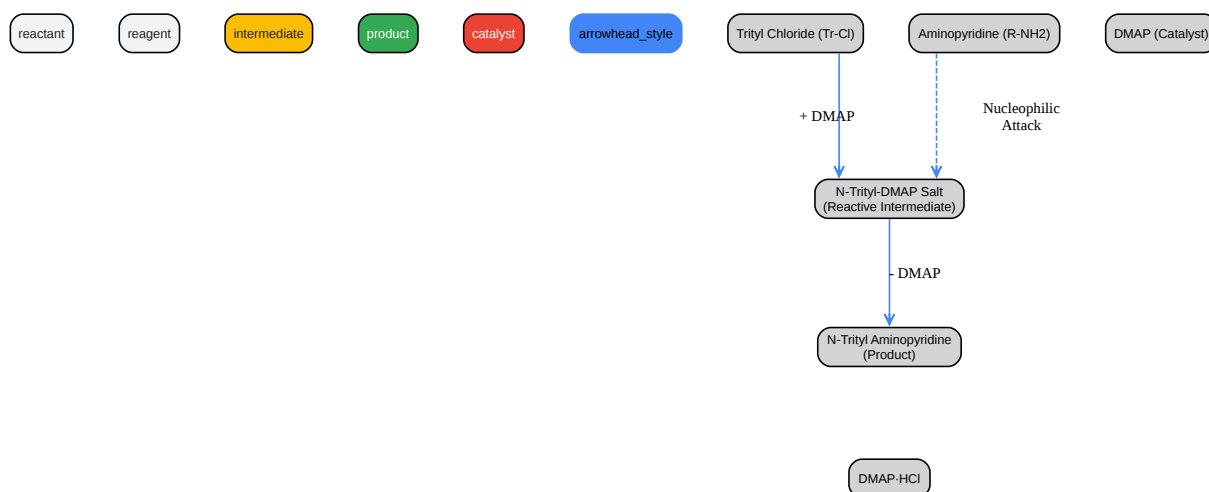 reactant
reagent
intermediate
product
catalyst
arrowhead_style
Trityl Chloride (Tr-Cl)
Aminopyridine (R-NH2)
DMAP (Catalyst)
+ DMAP
Nucleophilic
Attack
N-Trityl-DMAP Salt
(Reactive Intermediate)
- DMAP
N-Trityl Aminopyridine
(Product)
DMAP·HCl